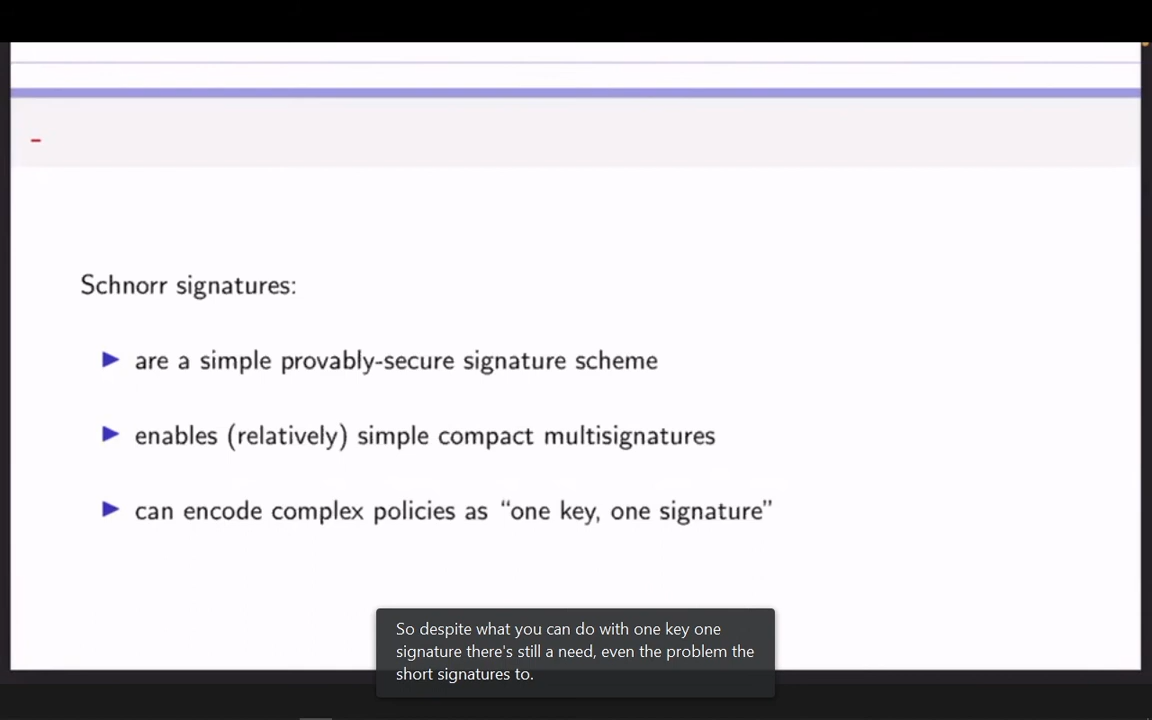 Schnorr signatures:
are a simple provably-secure signature scheme
enables (relatively) simple compact multisignatures
can encode complex policies as “one key, one signature”
So despite what you can do with one key one
signature there's still a need, even the problem the
short signatures to.